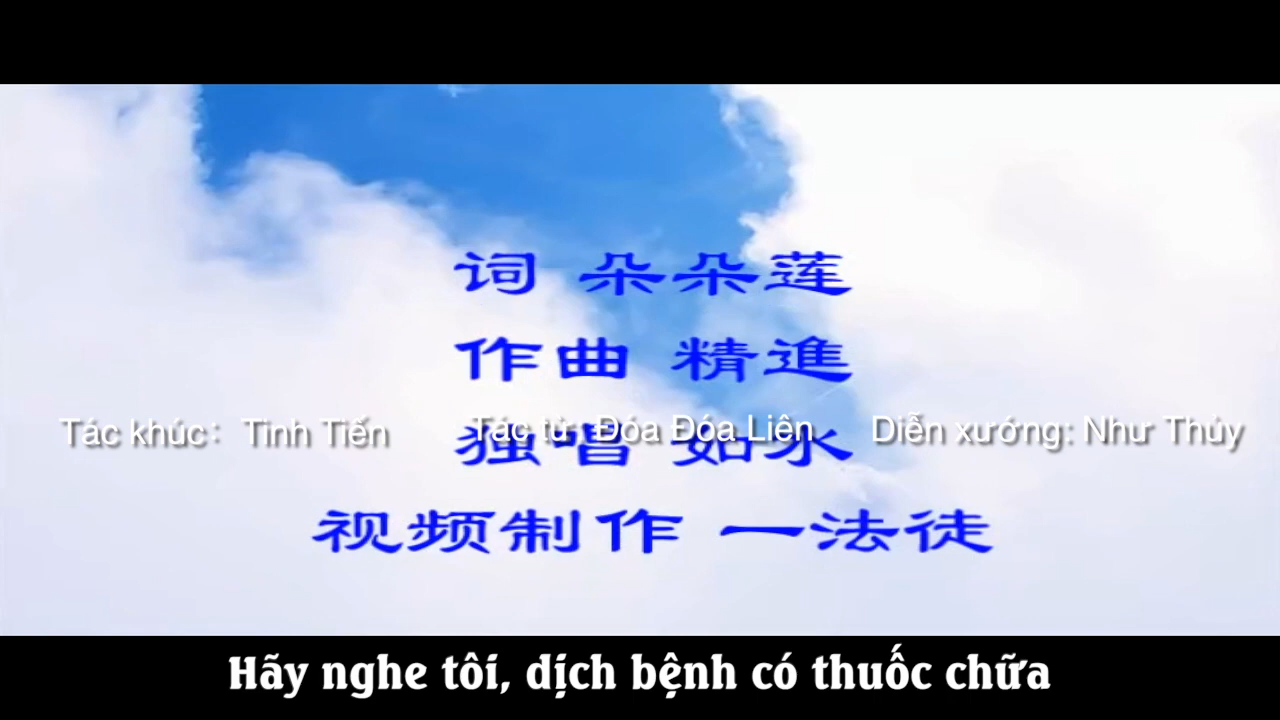 词 朵朵莲
作曲 精進
Tác khúc: Tinh Tiến Tác từ: Đóa Đóa Liên Diễn xướng: Như Thủy
独唱 如水
视频制作 一法徒
Hãy nghe tôi, dịch bệnh có thuốc chữa